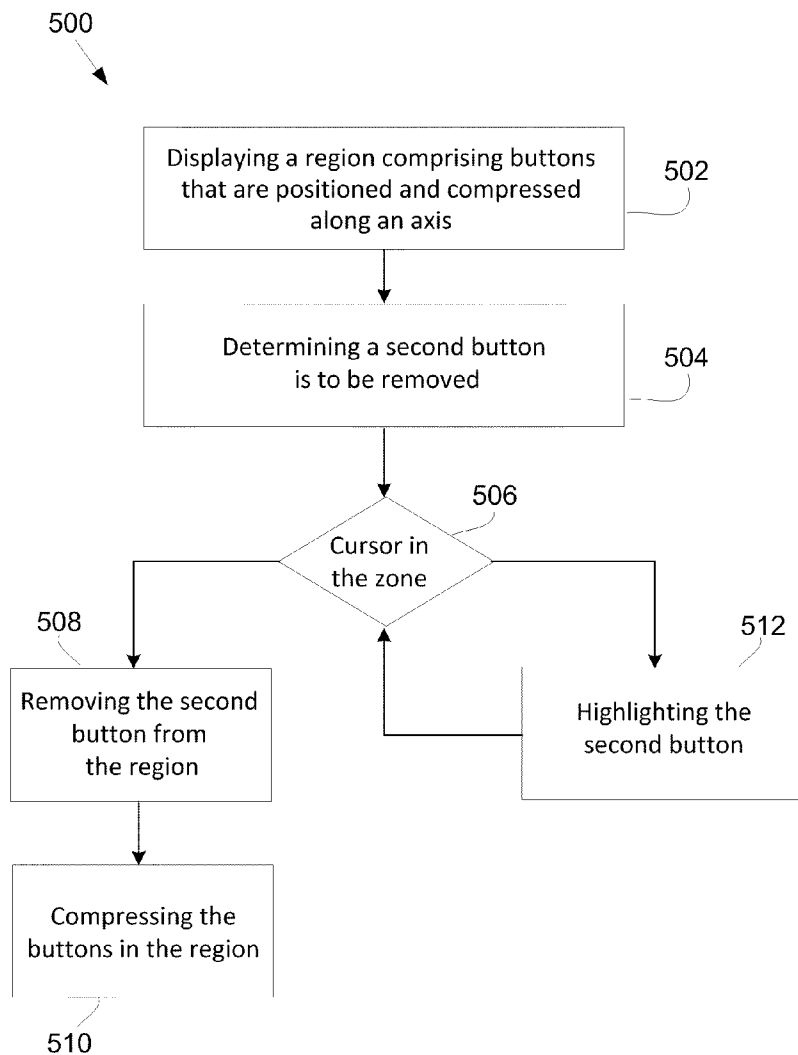 500
Displaying a region comprising buttons
that are positioned and compressed
along an axis
502
Determining a second button
is to be removed
504
506
Cursor in
the zone
508
Removing the second
button from
the region
512
Highlighting the
second button
Compressing the
buttons in the region
510